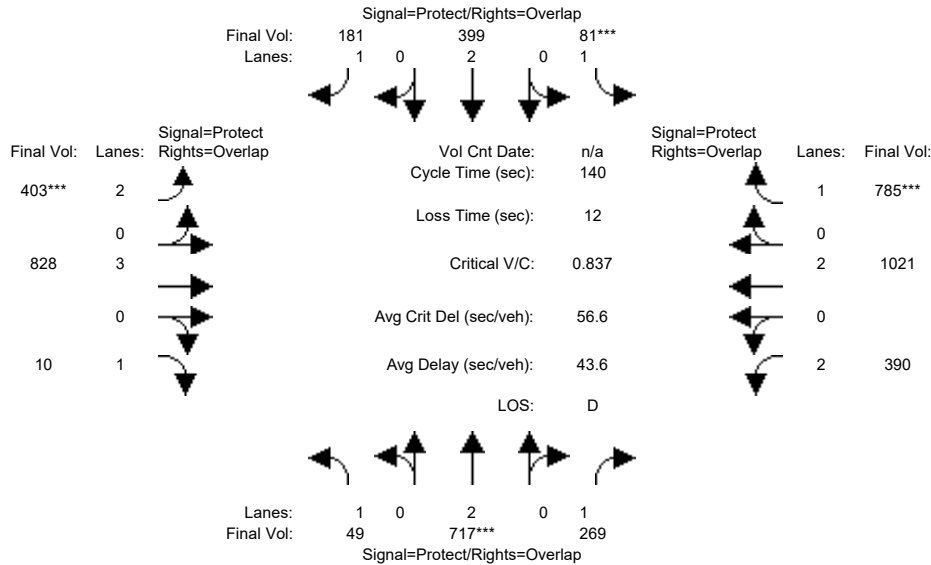 Signal=Protect/Rights=Overlap
Final Vol: 181 399 81***
Lanes: 1 0 2 0 1
Signal=Protect
Final Vol: Lanes: Rights=Overlap
Vol Cnt Date: n/a
Signal=Protect
Rights=Overlap Lanes: Final Vol:
Cycle Time (sec): 140
403*** 2
1 785***
Loss Time (sec): 12
0
0
828 3
Critical V/C: 0.837
2 1021
0
Avg Crit Del (sec/veh): 56.6
0
10 1
Avg Delay (sec/veh): 43.6
2 390
LOS: D
Lanes: 1 0 2 0 1
Final Vol: 49 717*** 269
Signal=Protect/Rights=Overlap